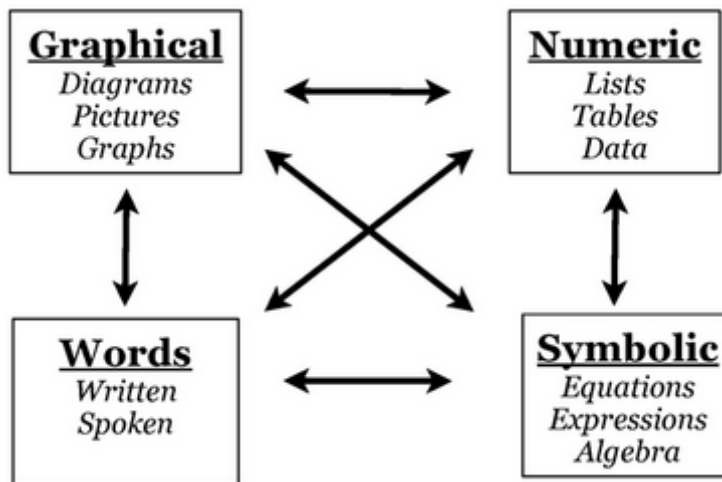 Graphical
Diagrams
Pictures
Graphs
Numeric
Lists
Tables
Data
Words
Written
Spoken
Symbolic
Equations
Expressions
Algebra